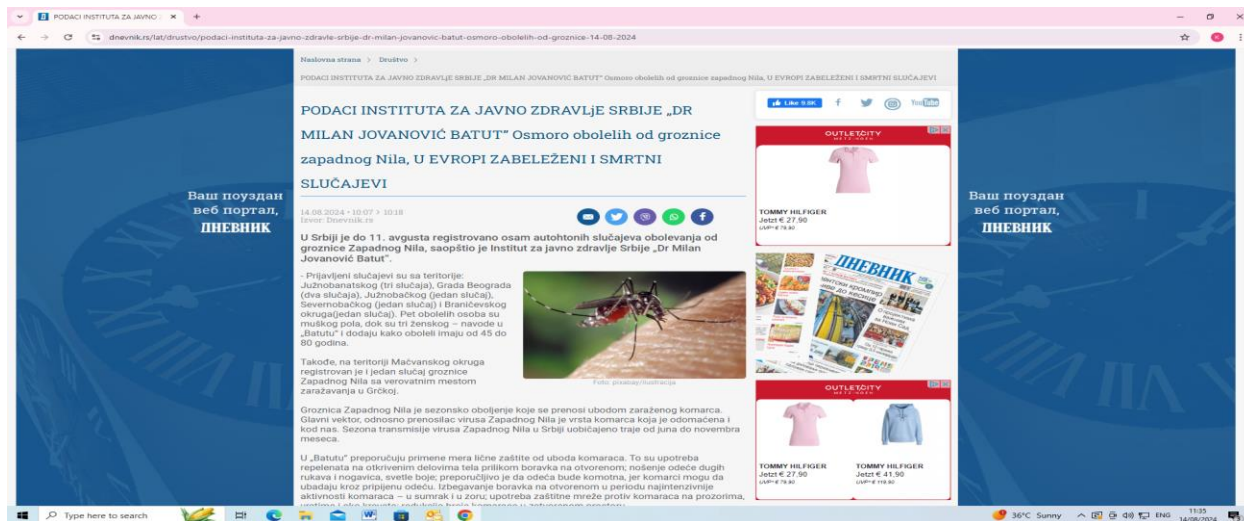 PODACI INSTITUTA ZA JAVNO
dnevnik.rs/lat/drustvo/podaci-instituta-za-javno-zdravlje-srbije-dr-milan-jovanovic-batut-osmoro-obolelih-od-groznice-14-08-2024
Naslovna strana > Društvo >
PODACI INSTITUTA ZA JAVNO ZDRAVLJE SRBIJE „DR MILAN JOVANOVIĆ BATUT“ Osmoro obolelih od groznice zapadnog Nila, U EVROPI ZABELEŽENI I SMRTNI SLUČAJEVI
PODACI INSTITUTA ZA JAVNO ZDRAVLjE SRBIJE „DR
MILAN JOVANOVIĆ BATUT“ Osmoro obolelih od groznice
zapadnog Nila, U EVROPI ZABELEŽENI I SMRTNI
SLUČAJEVI
14.08.2024 • 10:07 > 10:18
Izvor: Dnevnik.rs
U Srbiji je do 11. avgusta registrovano osam autohtonih slučajeva obolevanja od
groznice Zapadnog Nila, saopštio je Institut za javno zdravlje Srbije „Dr Milan
Jovanović Batut“.
- Prijavljeni slučajevi su sa teritorije:
Južnobanatskog (tri slučaja), Grada Beograda
(dva slučaja), Južnobačkog (jedan slučaj),
Severnobačkog (jedan slučaj) i Braničevskog
okruga(jedan slučaj). Pet obolelih osoba su
muškog pola, dok su tri ženskog – navode u
„Batutu“ i dodaju kako oboleli imaju od 45 do
80 godina.
Takođe, na teritoriji Mačvanskog okruga
registrovan je i jedan slučaj groznice
Zapadnog Nila sa verovatnim mestom
zaražavanja u Grčkoj.
Foto: pixabay/ilustracija
Groznica Zapadnog Nila je sezonsko oboljenje koje se prenosi ubodom zaraženog komarca.
Glavni vektor, odnosno prenosilac virusa Zapadnog Nila je vrsta komarca koja je odomaćena i
kod nas. Sezona transmisije virusa Zapadnog Nila u Srbiji uobičajeno traje od juna do novembra
meseca.
U „Batutu“ preporučuju primene mera lične zaštite od uboda komaraca. To su upotreba
repelenata na otkrivenim delovima tela prilikom boravka na otvorenom; nošenje odeće dugih
rukava i nogavica, svetle boje; preporučljivo je da odeća bude komotna, jer komarci mogu da
ubadaju kroz pripijenu odeću. Izbegavanje boravka na otvorenom u periodu najintenzivnije
aktivnosti komaraca – u sumrak i u zoru; upotreba zaštitne mreže protiv komaraca na prozorima,
Ваш поуздан
веб портал,
ДНЕВНИК
Like 9.6K
YouTube
OUTLETCITY
METZINGEN
TOMMY HILFIGER
Jetzt € 27,90
UVP € 79,90
ДНЕВНИК
OUTLETCITY
METZINGEN
TOMMY HILFIGER
Jetzt € 27,90
UVP € 79,90
TOMMY HILFIGER
Jetzt € 41,90
UVP € 119,90
Ваш поуздан
веб портал,
ДНЕВНИК
Type here to search
36°C Sunny
ENG
11:35
14/08/2024